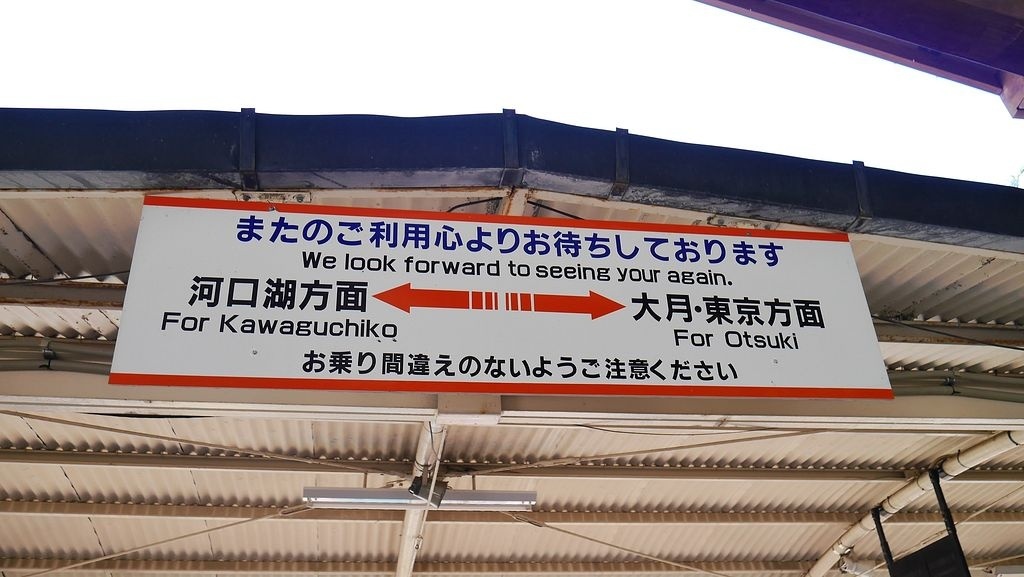 またのご利用心よりお待ちしております
We look forward to seeing your again.
河口湖方面
For Kawaguchiko
大月・東京方面
For Otsuki
お乗り間違えのないようご注意ください